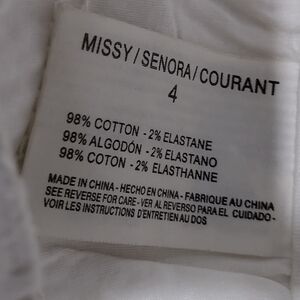 MISSY/SENORA/COURANT
4
98% COTTON - 2% ELASTANE
98% ALGODÓN - 2% ELASTANO
98% COTON - 2% ELASTHANNE
MADE IN CHINA - HECHO EN CHINA - FABRIQUE AU CHINA
SEE REVERSE FOR CARE - VER AL REVERSO PARA EL CUIDADO -
VOIR LES INSTRUCTIONS D'ENTRETIEN AU DOS